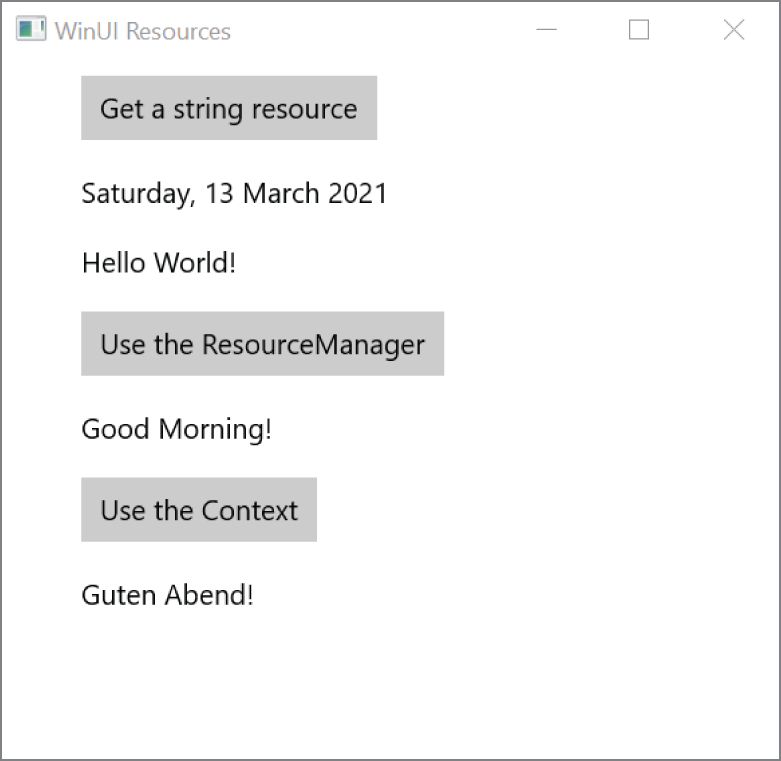 WinUI Resources
Get a string resource
Saturday, 13 March 2021
Hello World!
Use the ResourceManager
Good Morning!
Use the Context
Guten Abend!